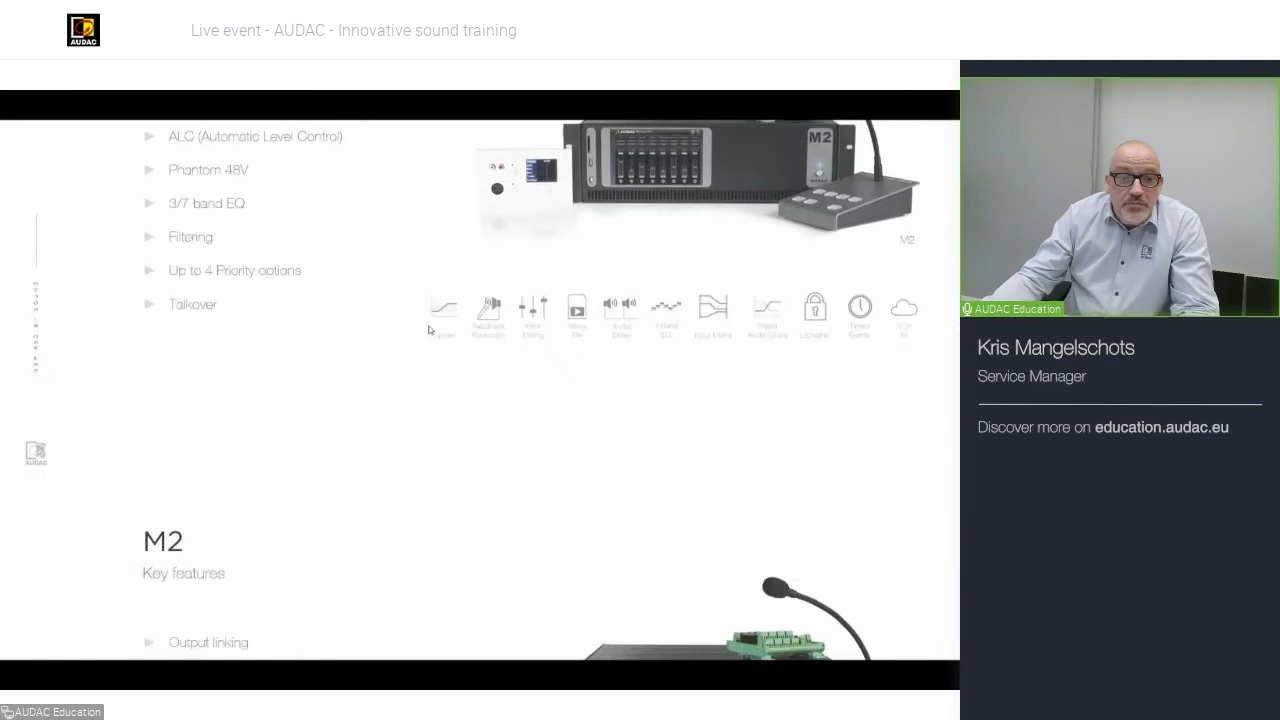 AUDAC
Live event - AUDAC - Innovative sound training
ALC (Automatic Level Control)
Phantom 48V
3/7 band EQ
Filtering
Up to 4 Priority options
Talkover
M2
M2
Lockable
AUDAC
M2
Key features
Output linking
AUDAC Education
Kris Mangelschots
Service Manager
Discover more on education.audac.eu
AUDAC Education